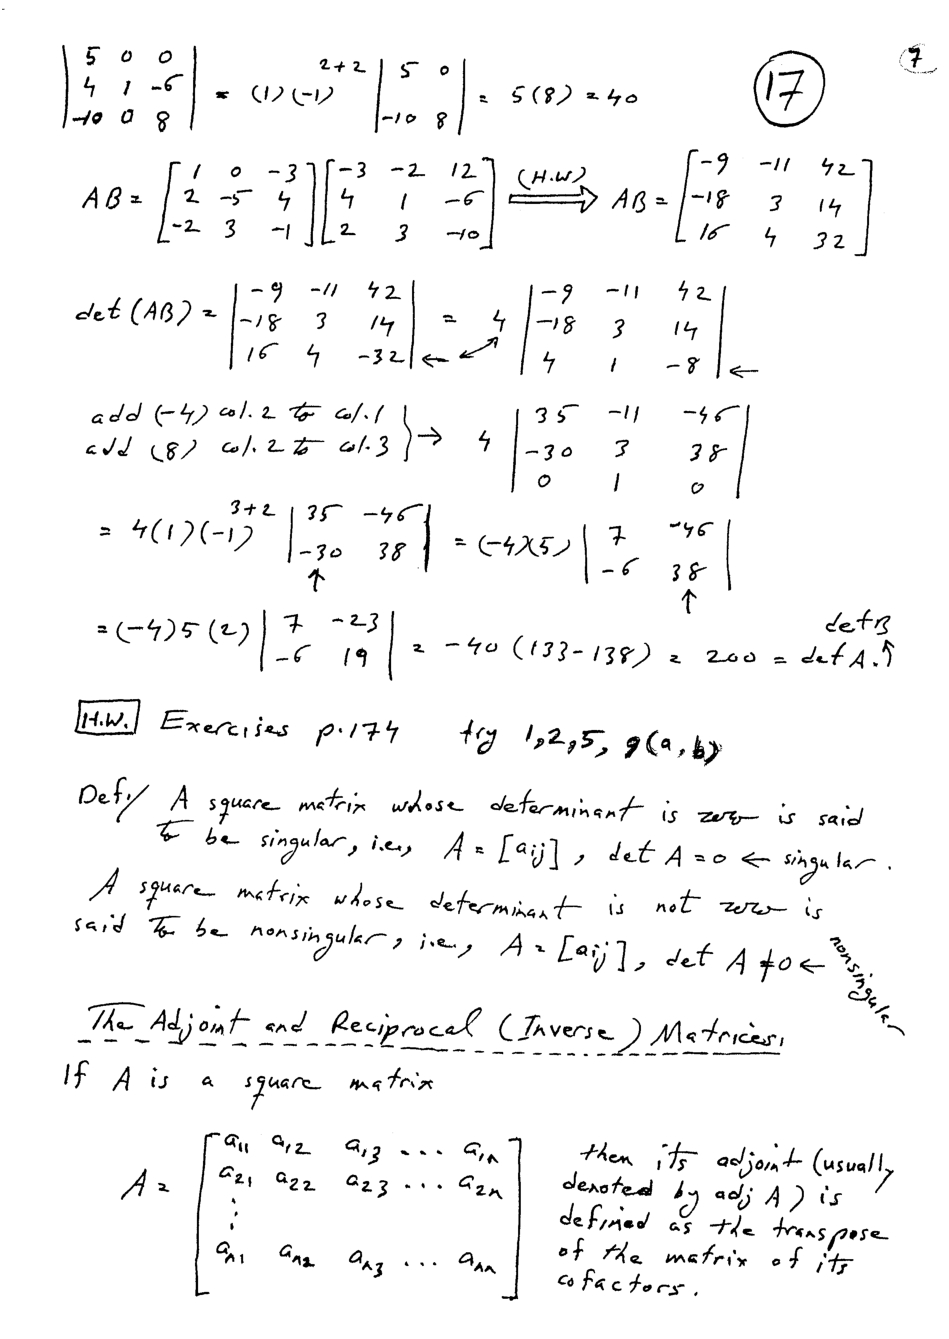 7
17
| 5 0 0 |
| 4 1 -6 | = (1)(-1)^{2+2} | 5 0 | = 5(8) = 40
| -10 0 8 | | -10 8 |
AB = [ 1 0 -3 ] [ -3 -2 12 ] (H.W) ⟹ AB = [ -9 -11 42 ]
[ 2 -5 4 ] [ 4 1 -6 ] [ -18 3 14 ]
[ -2 3 -1 ] [ 2 3 -10 ] [ 16 4 32 ]
det (AB) = | -9 -11 42 | = 4 | -9 -11 42 |
| -18 3 14 | | -18 3 14 |
| 16 4 -32 | ← | 4 1 -8 | ←
add (-4) col. 2 to col. 1 } → 4 | 35 -11 -46 |
add (8) col. 2 to col. 3 | -30 3 38 |
| 0 1 0 |
= 4(1)(-1)^{3+2} | 35 -46 | = (-4)(5) | 7 -46 |
| -30 38 | | -6 38 |
↑ ↑
= (-4)5(2) | 7 -23 | = -40 (133-138) = 200 = det A. det B
| -6 19 |
H.W. Exercises p.174 try 1,2,5, 9(a,b)
Def/ A square matrix whose determinant is zero is said
to be singular, i.e., A = [aij], det A = 0 ← singular.
A square matrix whose determinant is not zero is
said to be nonsingular, i.e., A = [aij], det A ≠ 0 ← nonsingular
The Adjoint and Reciprocal (Inverse) Matrices:
If A is a square matrix
A = [ a11 a12 a13 ... a1n ]
[ a21 a22 a23 ... a2n ]
⋮
[ an1 an2 an3 ... ann ]
then its adjoint (usually
denoted by adj A) is
defined as the transpose
of the matrix of its
cofactors.